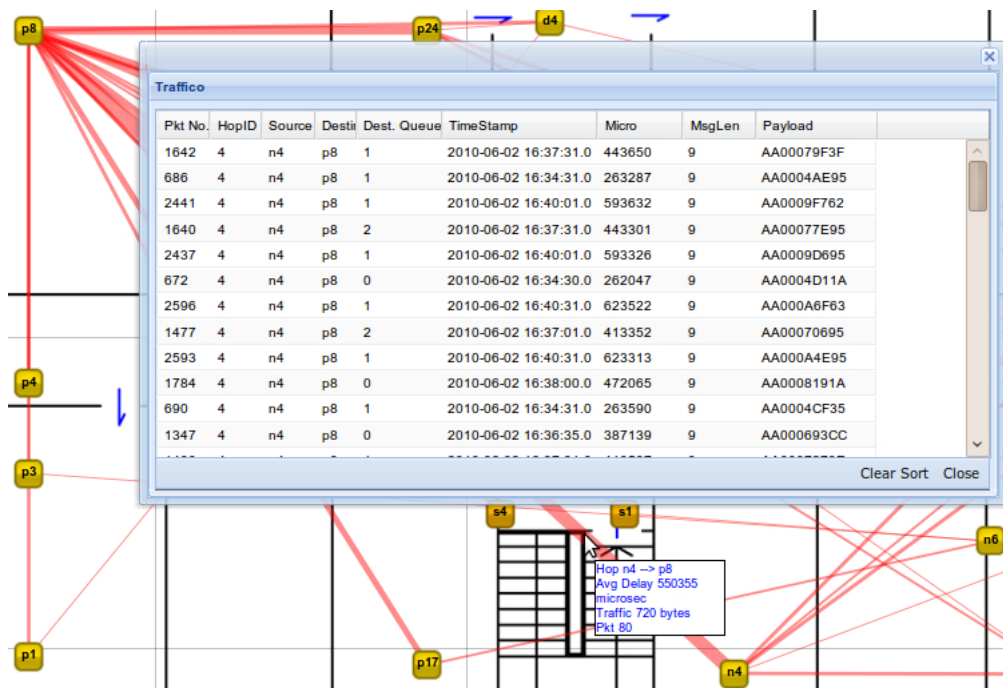 p8
p24
d4
Traffico
Pkt No. HopID Source Destin Dest. Queue TimeStamp Micro MsgLen Payload
1642 4 n4 p8 1 2010-06-02 16:37:31.0 443650 9 AA00079F3F
686 4 n4 p8 1 2010-06-02 16:34:31.0 263287 9 AA0004AE95
2441 4 n4 p8 1 2010-06-02 16:40:01.0 593632 9 AA0009F762
1640 4 n4 p8 2 2010-06-02 16:37:31.0 443301 9 AA00077E95
2437 4 n4 p8 1 2010-06-02 16:40:01.0 593326 9 AA0009D695
672 4 n4 p8 0 2010-06-02 16:34:30.0 262047 9 AA0004D11A
2596 4 n4 p8 1 2010-06-02 16:40:31.0 623522 9 AA000A6F63
1477 4 n4 p8 2 2010-06-02 16:37:01.0 413352 9 AA00070695
2593 4 n4 p8 1 2010-06-02 16:40:31.0 623313 9 AA000A4E95
1784 4 n4 p8 0 2010-06-02 16:38:00.0 472065 9 AA0008191A
690 4 n4 p8 1 2010-06-02 16:34:31.0 263590 9 AA0004CF35
1347 4 n4 p8 0 2010-06-02 16:36:35.0 387139 9 AA000693CC
Clear Sort Close
p4
p3
s4
s1
n6
Hop n4 --> p8
Avg Delay 550355
microsec
Traffic 720 bytes
Pkt 80
p1
p17
n4